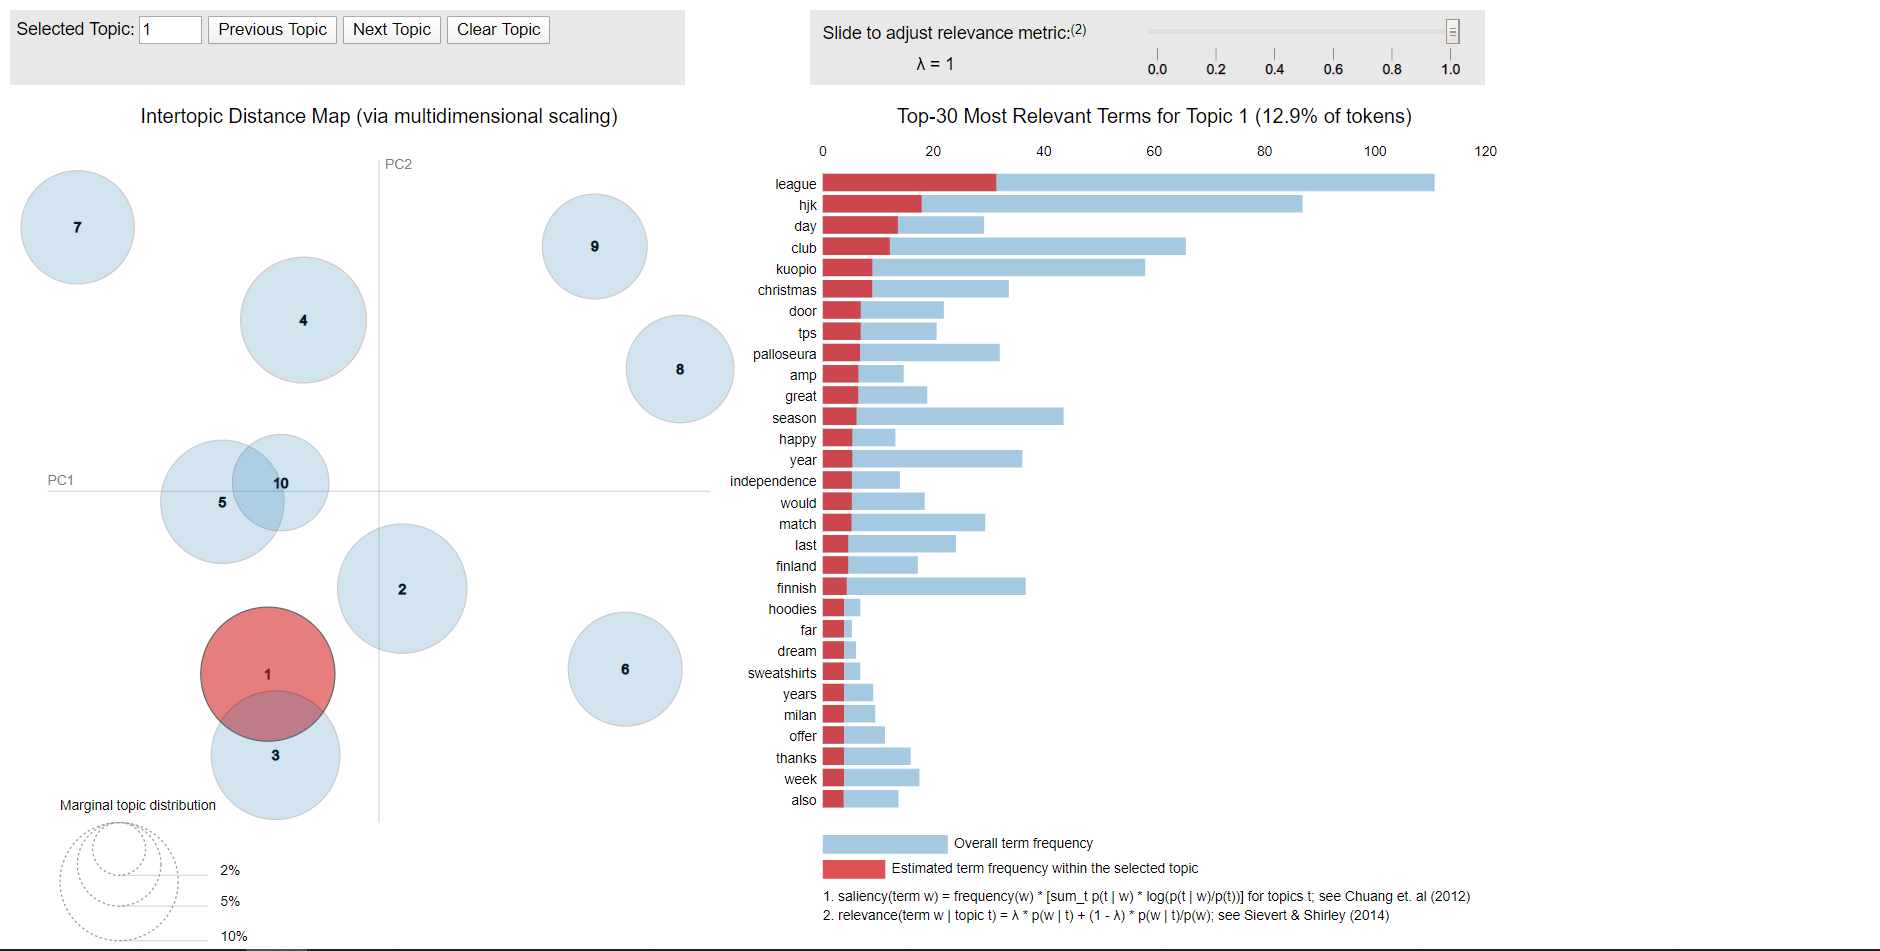 Selected Topic: 1 Previous Topic Next Topic Clear Topic
Slide to adjust relevance metric:(2)
λ = 1
0.0 0.2 0.4 0.6 0.8 1.0
Intertopic Distance Map (via multidimensional scaling)
PC2
PC1
7
9
4
8
10
5
2
1
6
3
Marginal topic distribution
2%
5%
10%
Top-30 Most Relevant Terms for Topic 1 (12.9% of tokens)
0 20 40 60 80 100 120
league
hjk
day
club
kuopio
christmas
door
tps
palloseura
amp
great
season
happy
year
independence
would
match
last
finland
finnish
hoodies
far
dream
sweatshirts
years
milan
offer
thanks
week
also
Overall term frequency
Estimated term frequency within the selected topic
1. saliency(term w) = frequency(w) * [sum_t p(t | w) * log(p(t | w)/p(t))] for topics t; see Chuang et. al (2012)
2. relevance(term w | topic t) = λ * p(w | t) + (1 - λ) * p(w | t)/p(w); see Sievert & Shirley (2014)